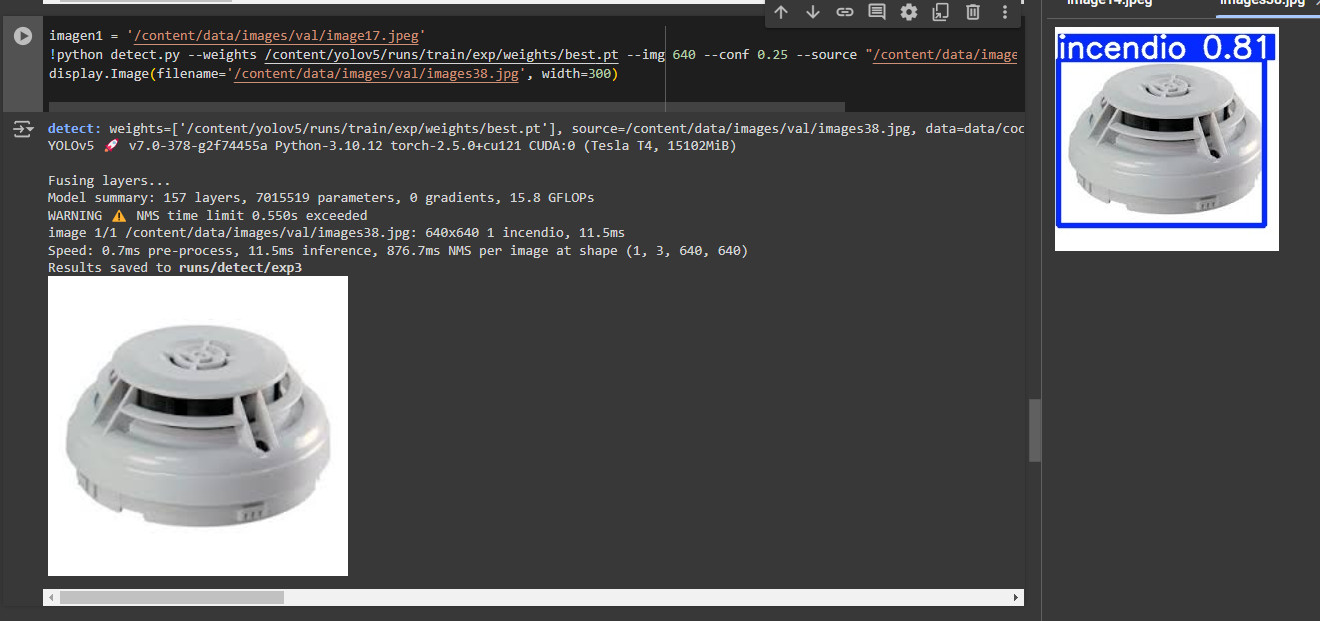 imagen1 = '/content/data/images/val/image17.jpeg'
!python detect.py --weights /content/yolov5/runs/train/exp/weights/best.pt --img 640 --conf 0.25 --source "/content/data/image
display.Image(filename='/content/data/images/val/images38.jpg', width=300)
detect: weights=['/content/yolov5/runs/train/exp/weights/best.pt'], source=/content/data/images/val/images38.jpg, data=data/coc
YOLOv5 🚀 v7.0-378-g2f74455a Python-3.10.12 torch-2.5.0+cu121 CUDA:0 (Tesla T4, 15102MiB)
Fusing layers...
Model summary: 157 layers, 7015519 parameters, 0 gradients, 15.8 GFLOPs
WARNING ⚠️ NMS time limit 0.550s exceeded
image 1/1 /content/data/images/val/images38.jpg: 640x640 1 incendio, 11.5ms
Speed: 0.7ms pre-process, 11.5ms inference, 876.7ms NMS per image at shape (1, 3, 640, 640)
Results saved to runs/detect/exp3
image14.jpeg
images38.jpg
incendio 0.81